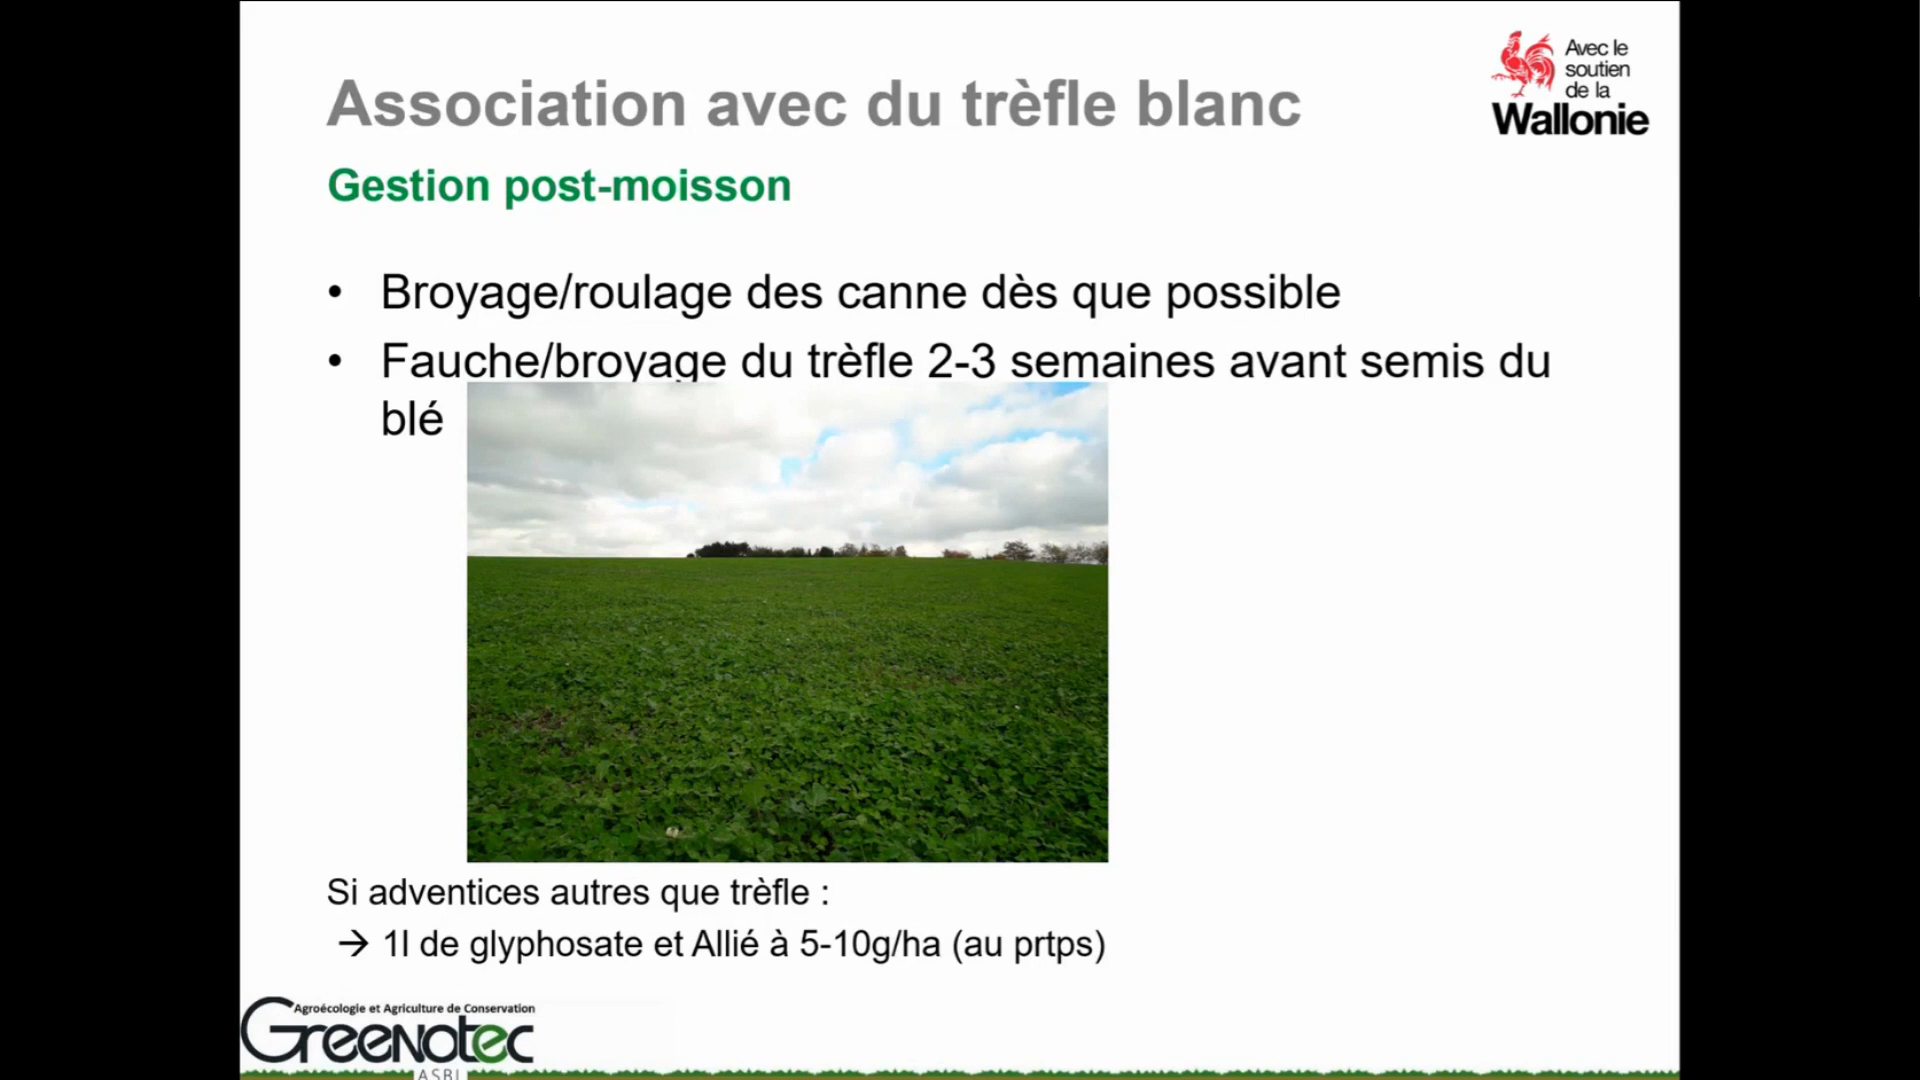 Association avec du trèfle blanc
Avec le
soutien
de la
Wallonie
Gestion post-moisson
• Broyage/roulage des canne dès que possible
• Fauche/broyage du trèfle 2-3 semaines avant semis du
blé
Si adventices autres que trèfle :
→ 1l de glyphosate et Allié à 5-10g/ha (au prtps)
Agroécologie et Agriculture de Conservation
Greenotec
ASBL